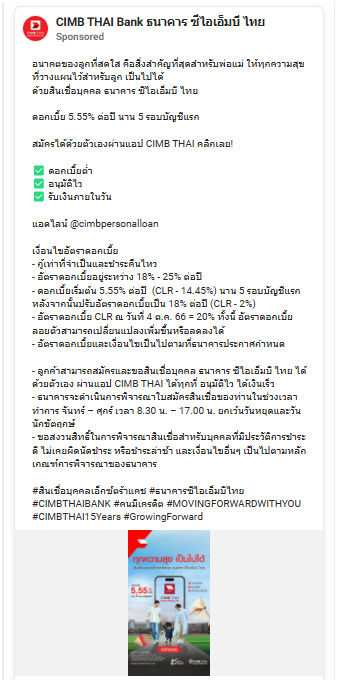 CIMB THAI Bank ธนาคาร ซีไอเอ็มบี ไทย
Sponsored
อนาคตของลูกที่สดใส คือสิ่งสำคัญที่สุดสำหรับพ่อแม่ ให้ทุกความสุข
ที่วางแผนไว้สำหรับลูก เป็นไปได้
ด้วยสินเชื่อบุคคล ธนาคาร ซีไอเอ็มบี ไทย
ดอกเบี้ย 5.55% ต่อปี นาน 5 รอบบัญชีแรก
สมัครได้ด้วยตัวเองผ่านแอป CIMB THAI คลิกเลย!
✅ ดอกเบี้ยต่ำ
✅ อนุมัติไว
✅ รับเงินภายในวัน
แอดไลน์ @cimbpersonalloan
เงื่อนไขอัตราดอกเบี้ย
- กู้เท่าที่จำเป็นและชำระคืนไหว
- อัตราดอกเบี้ยอยู่ระหว่าง 18% - 25% ต่อปี
- ดอกเบี้ยเริ่มต้น 5.55% ต่อปี (CLR - 14.45%) นาน 5 รอบบัญชีแรก
หลังจากนั้นปรับอัตราดอกเบี้ยเป็น 18% ต่อปี (CLR - 2%)
- อัตราดอกเบี้ย CLR ณ วันที่ 4 ต.ค. 66 = 20% ทั้งนี้ อัตราดอกเบี้ย
ลอยตัวสามารถเปลี่ยนแปลงเพิ่มขึ้นหรือลดลงได้
- อัตราดอกเบี้ยและเงื่อนไขเป็นไปตามที่ธนาคารประกาศกำหนด
- ลูกค้าสามารถสมัครและขอสินเชื่อบุคคล ธนาคาร ซีไอเอ็มบี ไทย ได้
ด้วยตัวเอง ผ่านแอป CIMB THAI ได้ทุกที่ อนุมัติไว ได้เงินเร็ว
- ธนาคารจะดำเนินการพิจารณาใบสมัครสินเชื่อของท่านในช่วงเวลา
ทำการ จันทร์ – ศุกร์ เวลา 8.30 น. – 17.00 น. ยกเว้นวันหยุดและวัน
นักขัตฤกษ์
- ขอสงวนสิทธิ์ในการพิจารณาสินเชื่อสำหรับบุคคลที่มีประวัติการชำระ
ดี ไม่เคยผิดนัดชำระ หรือชำระล่าช้า และเงื่อนไขอื่นๆ เป็นไปตามหลัก
เกณฑ์การพิจารณาของธนาคาร
#สินเชื่อบุคคลเอ็กซ์ตร้าแคช #ธนาคารซีไอเอ็มบีไทย
#CIMBTHAIBANK #คนมีเครดิต #MOVINGFORWARDWITHYOU
#CIMBTHAI15Years #GrowingForward
ทุกความสุข เป็นไปได้
5.55
CIMB THAI